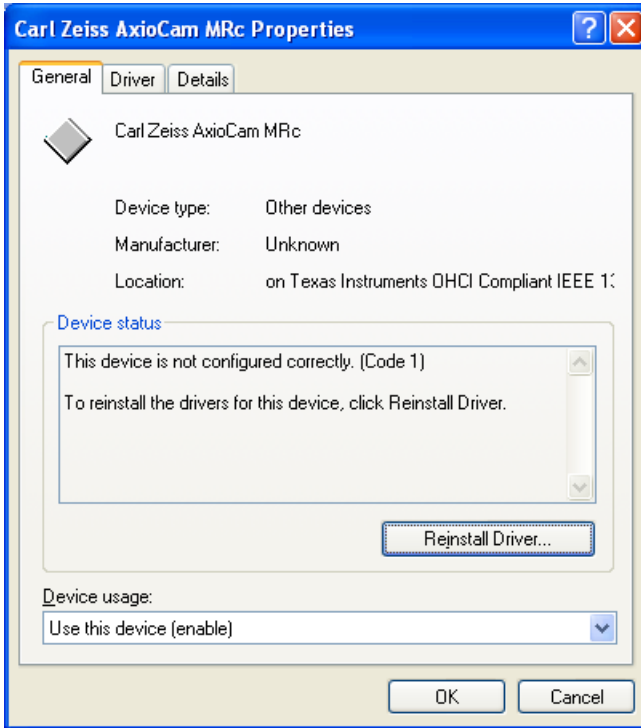 Carl Zeiss AxioCam MRc Properties
General Driver Details
Carl Zeiss AxioCam MRc
Device type: Other devices
Manufacturer: Unknown
Location: on Texas Instruments OHCI Compliant IEEE 13
Device status
This device is not configured correctly. (Code 1)
To reinstall the drivers for this device, click Reinstall Driver.
Reinstall Driver...
Device usage:
Use this device (enable)
OK Cancel